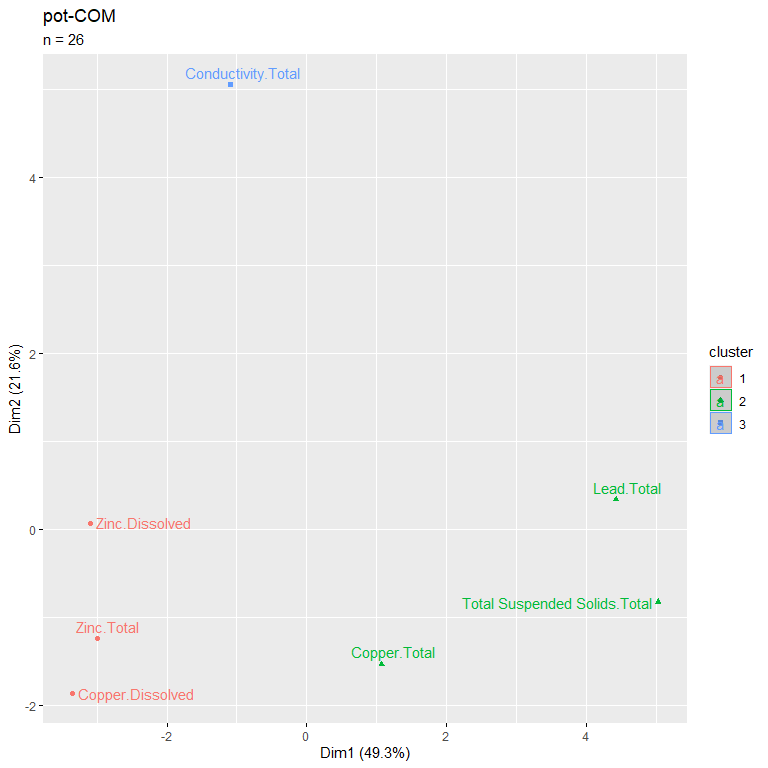 pot-COM
n = 26
Conductivity.Total
4
2
0
-2
Dim2 (21.6%)
Lead.Total
Zinc.Dissolved
Total Suspended Solids.Total
Zinc.Total
Copper.Total
Copper.Dissolved
-2
0
2
4
Dim1 (49.3%)
cluster
a 1
a 2
a 3